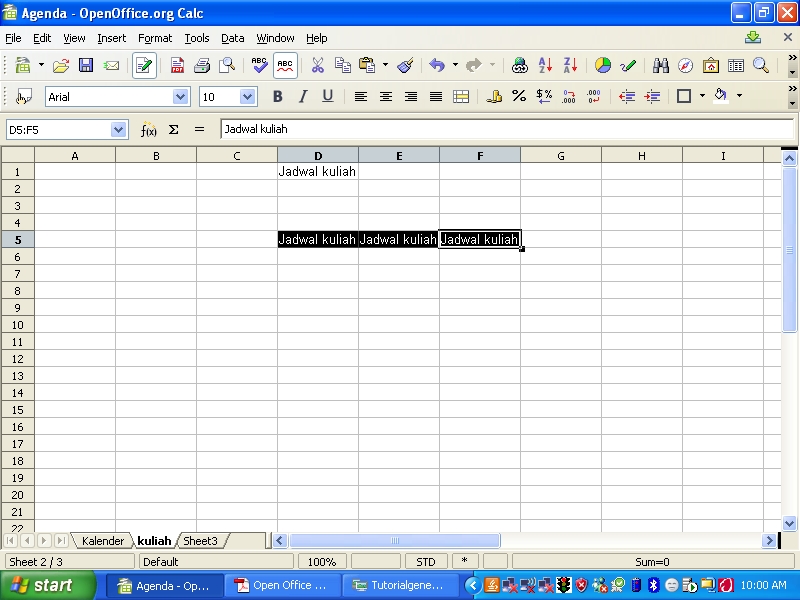 Agenda - OpenOffice.org Calc
File Edit View Insert Format Tools Data Window Help
Arial 10 B I U
D5:F5 f(x) Σ = Jadwal kuliah
A B C D E F G H I
1 Jadwal kuliah
2
3
4
5 Jadwal kuliah Jadwal kuliah Jadwal kuliah
6
7
8
9
10
11
12
13
14
15
16
17
18
19
20
21
22
Kalender kuliah Sheet3
Sheet 2 / 3 Default 100% STD * Sum=0
start Agenda - Op... Open Office ... Tutorialgene... 10:00 AM